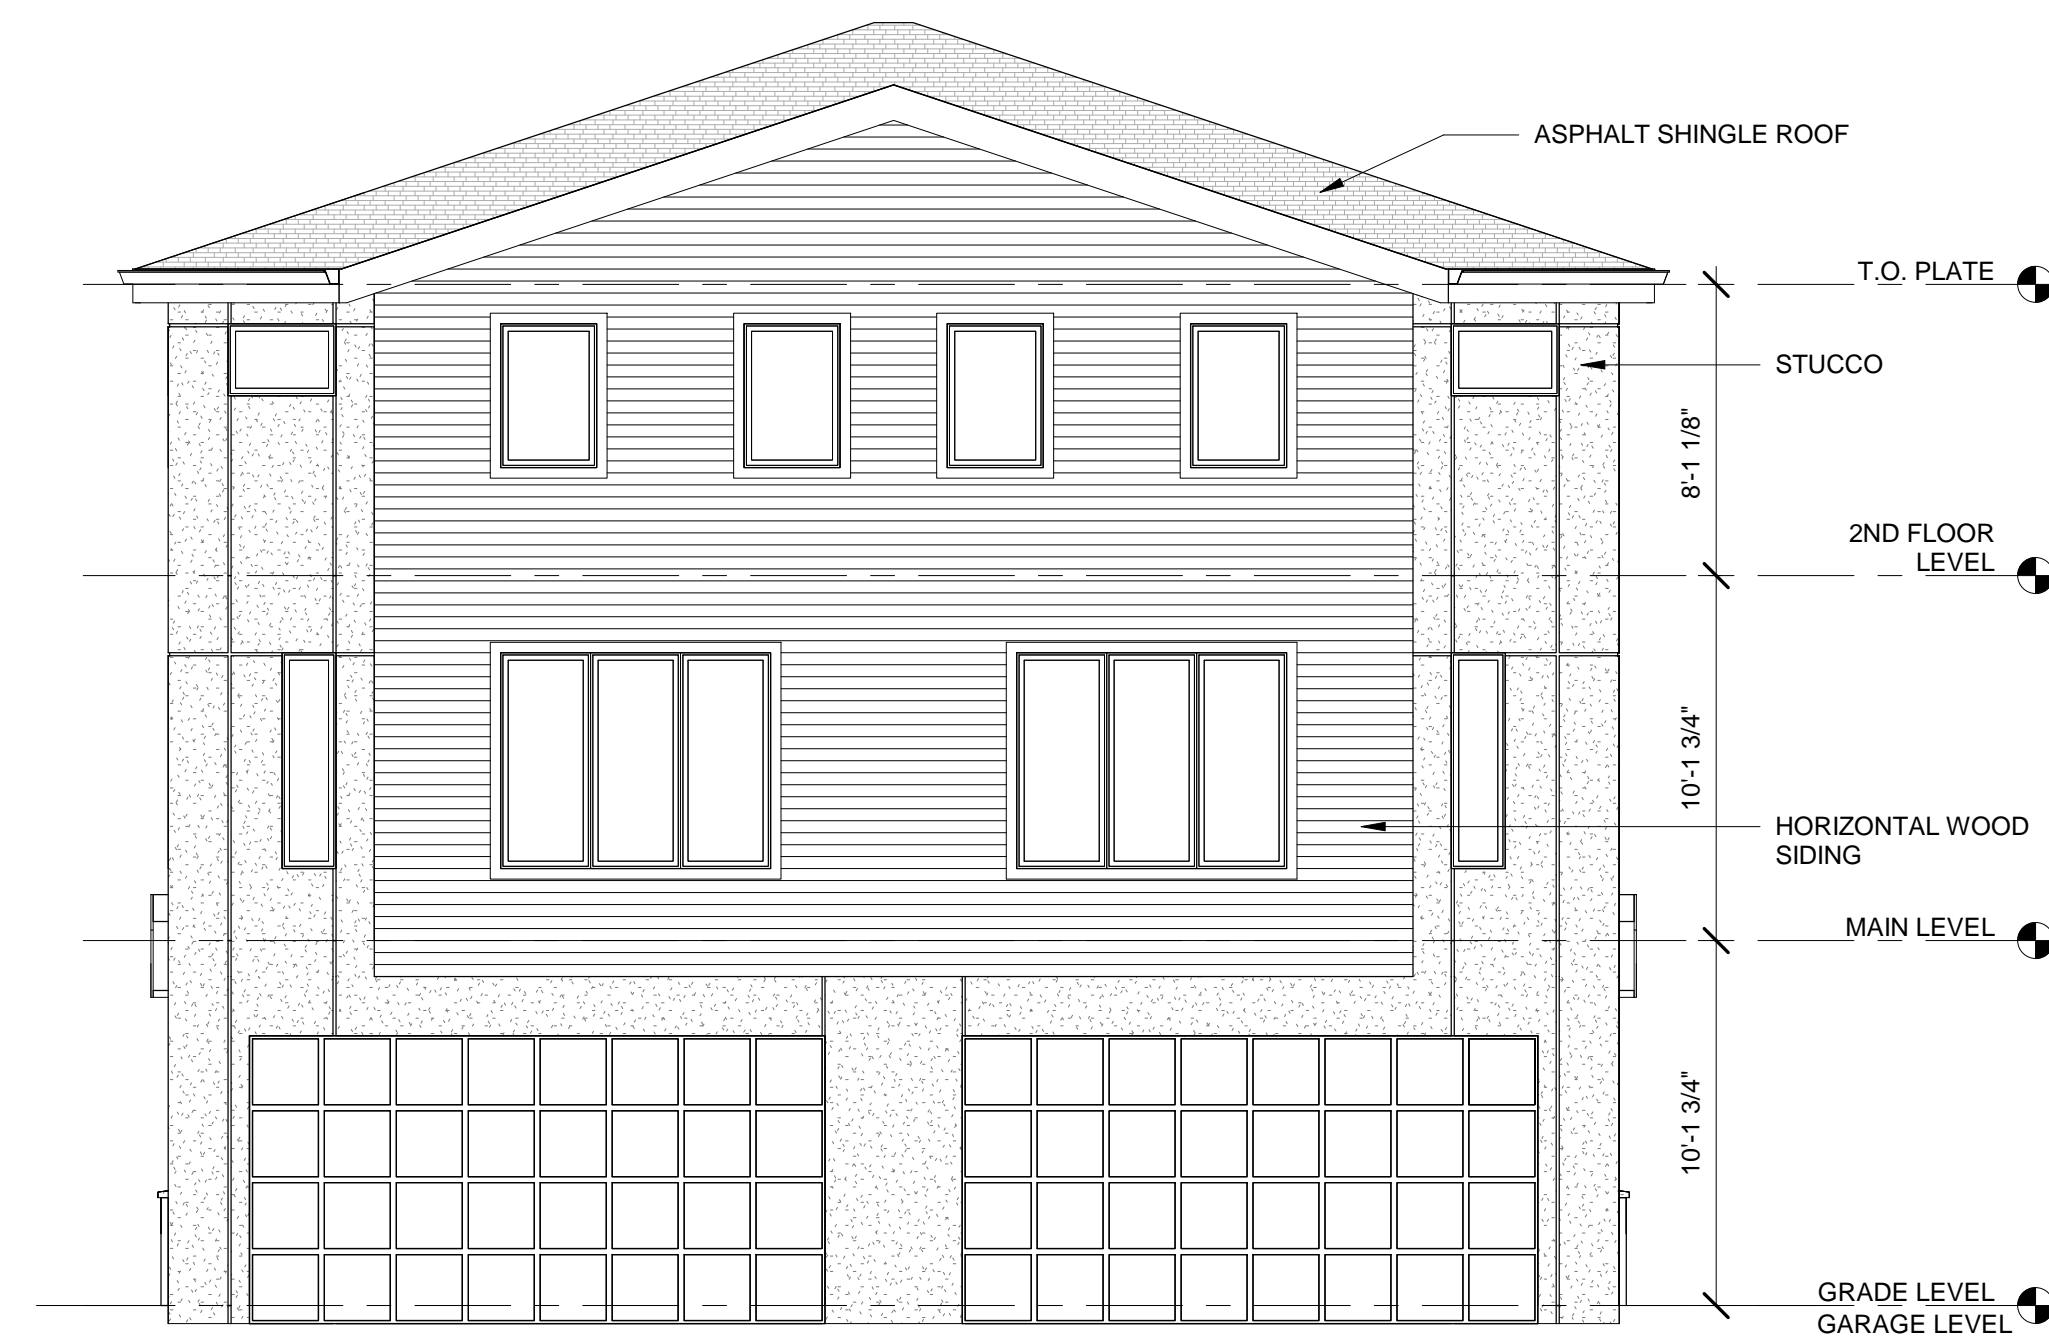 ASPHALT SHINGLE ROOF
T.O. PLATE
STUCCO
8'-1 1/8"
2ND FLOOR
LEVEL
10'-1 3/4"
HORIZONTAL WOOD
SIDING
MAIN LEVEL
10'-1 3/4"
GRADE LEVEL
GARAGE LEVEL